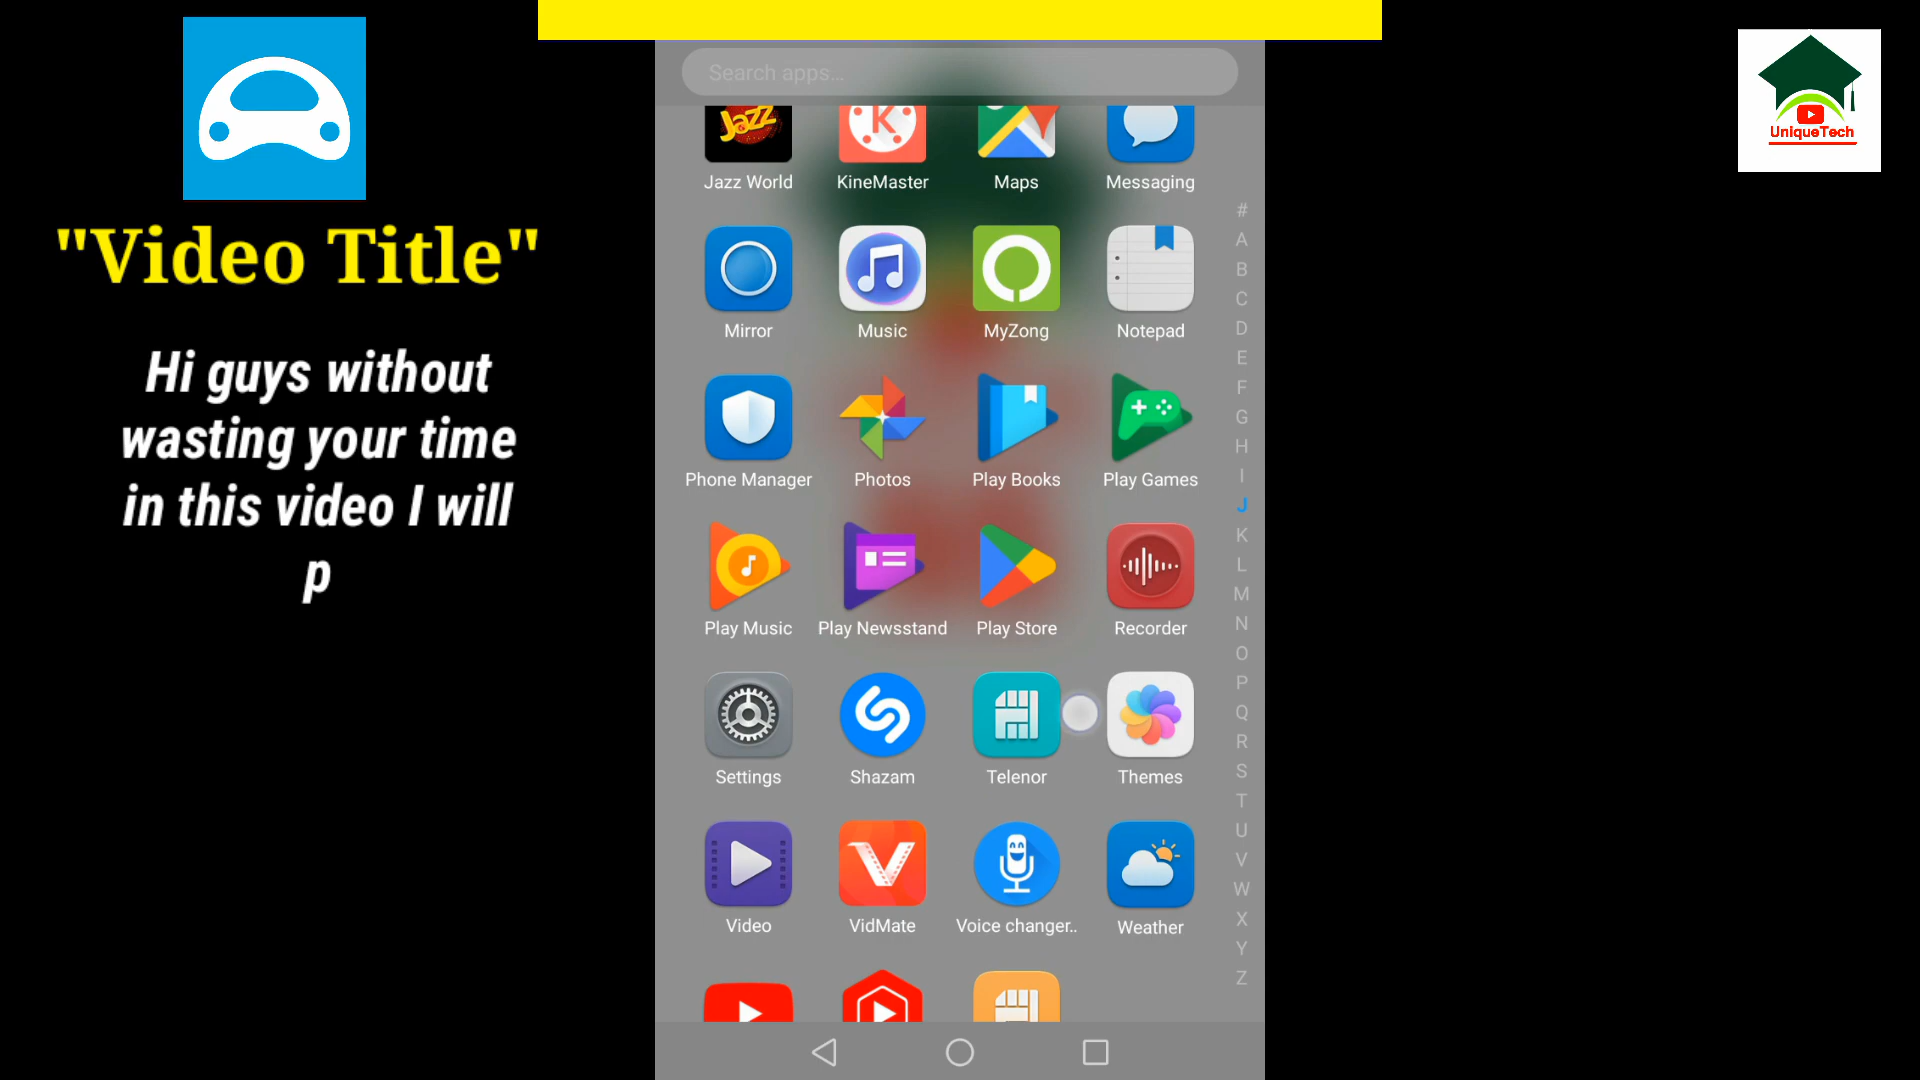 "Video Title"
Hi guys without
wasting your time
in this video I will
p
UniqueTech
Search apps...
Jazz
K
Jazz World
KineMaster
Maps
Messaging
Mirror
Music
MyZong
Notepad
Phone Manager
Photos
Play Books
Play Games
Play Music
Play Newsstand
Play Store
Recorder
Settings
Shazam
Telenor
Themes
Video
VidMate
Voice changer..
Weather
#
A
B
C
D
E
F
G
H
I
J
K
L
M
N
O
P
Q
R
S
T
U
V
W
X
Y
Z